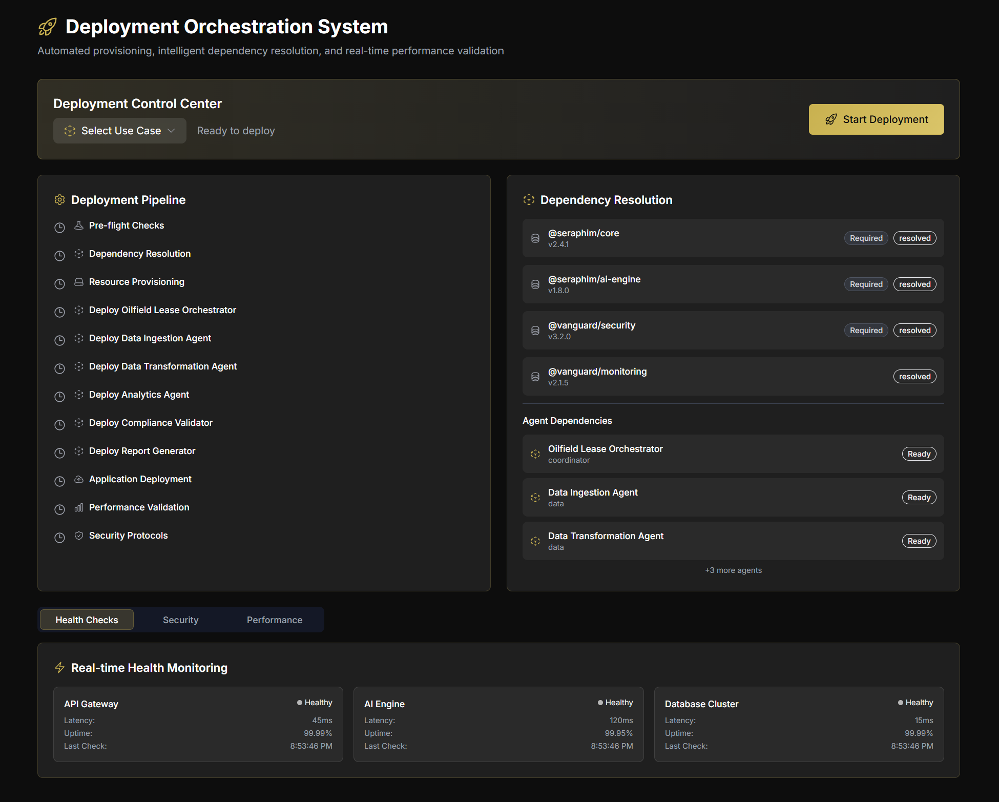 Deployment Orchestration System
Automated provisioning, intelligent dependency resolution, and real-time performance validation
Deployment Control Center
Select Use Case
Ready to deploy
Start Deployment
Deployment Pipeline
Pre-flight Checks
Dependency Resolution
Resource Provisioning
Deploy Oilfield Lease Orchestrator
Deploy Data Ingestion Agent
Deploy Data Transformation Agent
Deploy Analytics Agent
Deploy Compliance Validator
Deploy Report Generator
Application Deployment
Performance Validation
Security Protocols
Dependency Resolution
@seraphim/core
v2.4.1
Required
resolved
@seraphim/ai-engine
v1.8.0
Required
resolved
@vanguard/security
v3.2.0
Required
resolved
@vanguard/monitoring
v2.1.5
resolved
Agent Dependencies
Oilfield Lease Orchestrator
coordinator
Ready
Data Ingestion Agent
data
Ready
Data Transformation Agent
data
Ready
+3 more agents
Health Checks
Security
Performance
Real-time Health Monitoring
API Gateway
Healthy
Latency: 45ms
Uptime: 99.99%
Last Check: 8:53:46 PM
AI Engine
Healthy
Latency: 120ms
Uptime: 99.95%
Last Check: 8:53:46 PM
Database Cluster
Healthy
Latency: 15ms
Uptime: 99.99%
Last Check: 8:53:46 PM